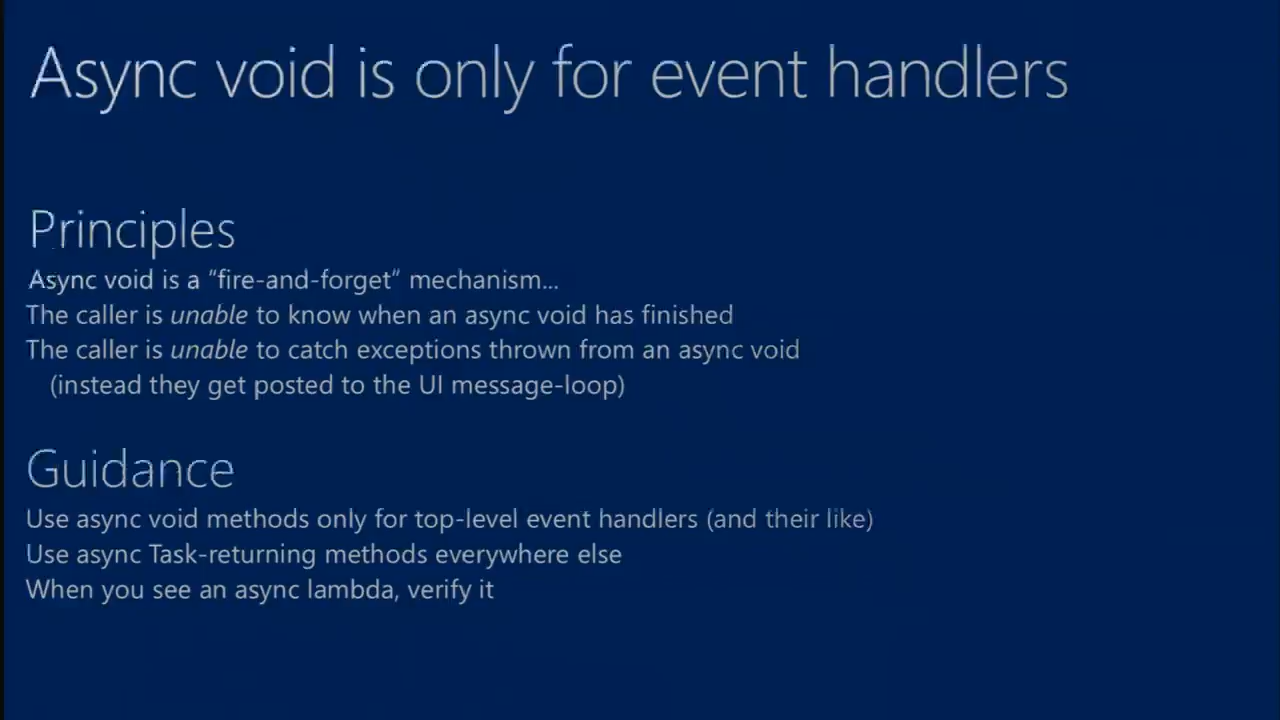 Async void is only for event handlers
Principles
Async void is a “fire-and-forget” mechanism...
The caller is unable to know when an async void has finished
The caller is unable to catch exceptions thrown from an async void
(instead they get posted to the UI message-loop)
Guidance
Use async void methods only for top-level event handlers (and their like)
Use async Task-returning methods everywhere else
When you see an async lambda, verify it